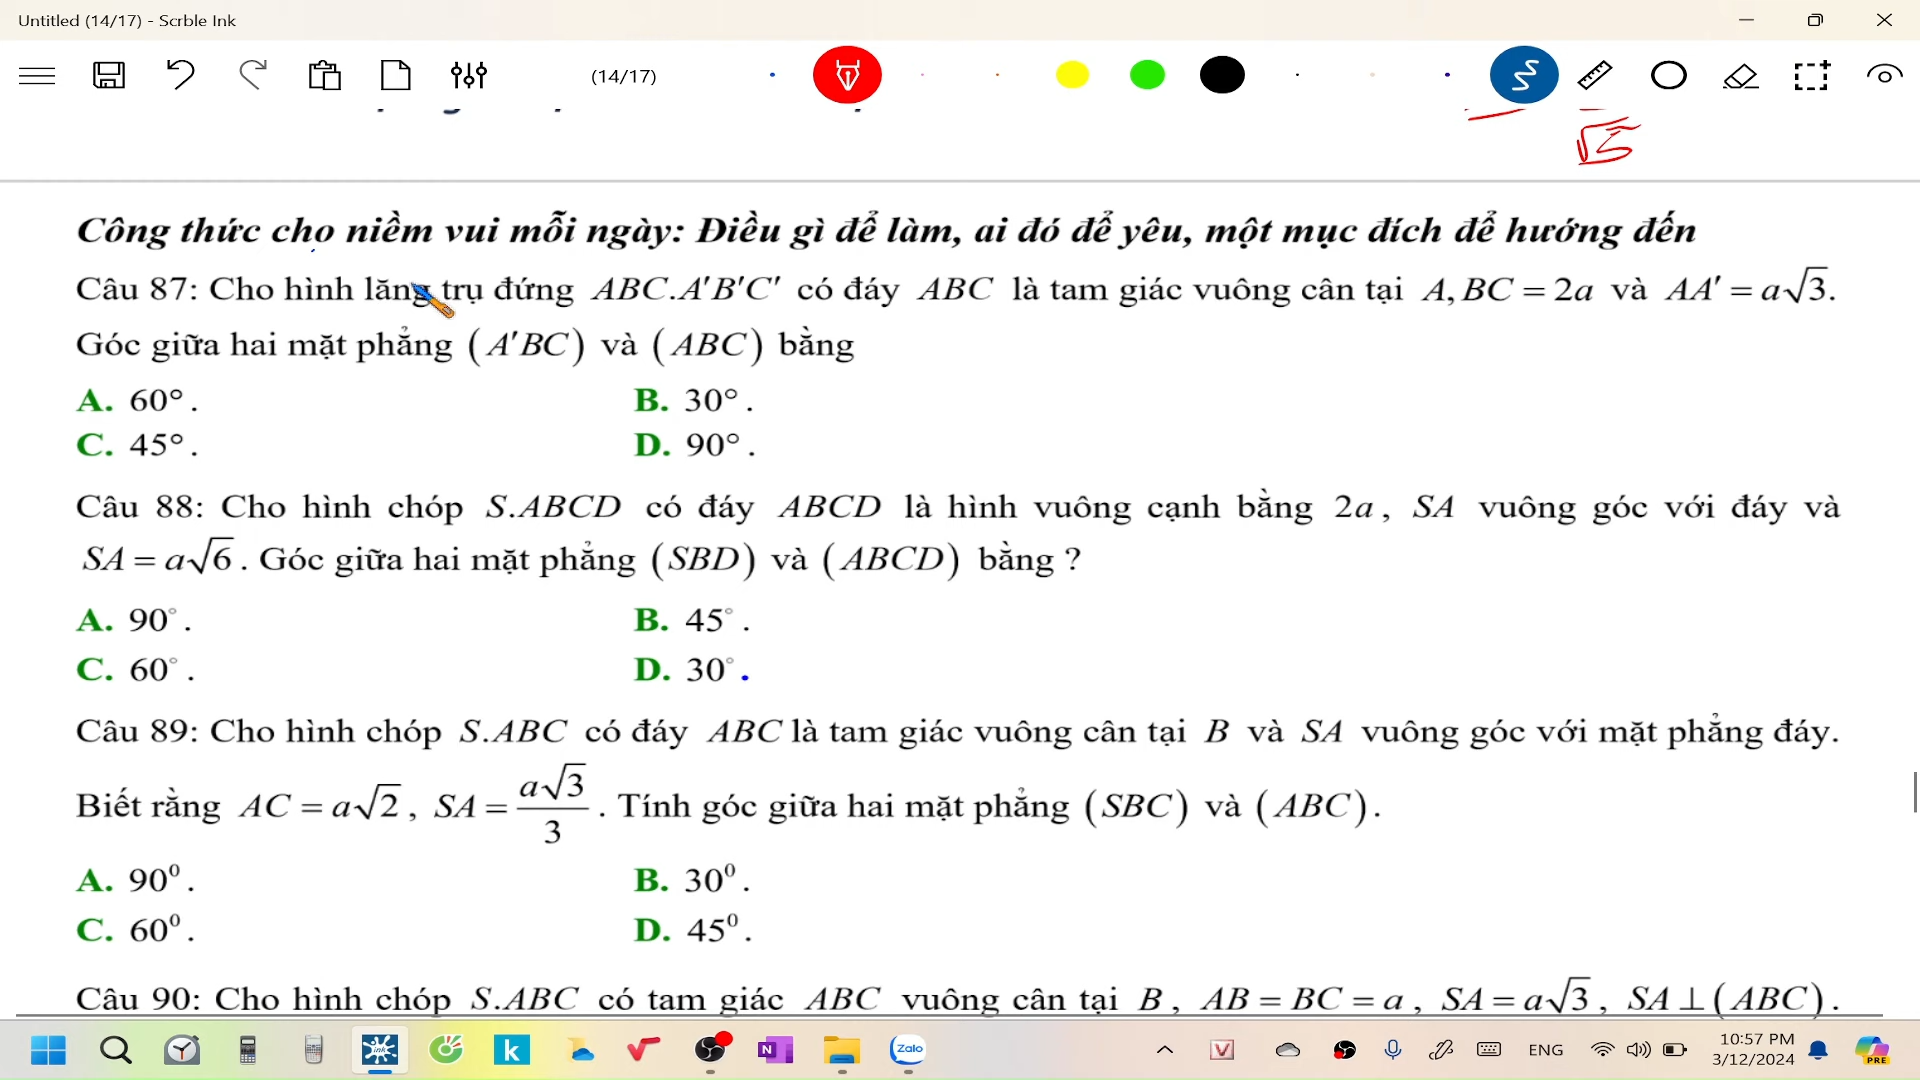 Untitled (14/17) - Scrble Ink
(14/17)
√5
Công thức cho niềm vui mỗi ngày: Điều gì để làm, ai đó để yêu, một mục đích để hướng đến
Câu 87: Cho hình lăng trụ đứng ABC.A'B'C' có đáy ABC là tam giác vuông cân tại A, BC = 2a và AA' = a√3.
Góc giữa hai mặt phẳng (A'BC) và (ABC) bằng
A. 60°. B. 30°.
C. 45°. D. 90°.
Câu 88: Cho hình chóp S.ABCD có đáy ABCD là hình vuông cạnh bằng 2a, SA vuông góc với đáy và
SA = a√6. Góc giữa hai mặt phẳng (SBD) và (ABCD) bằng ?
A. 90°. B. 45°.
C. 60°. D. 30°.
Câu 89: Cho hình chóp S.ABC có đáy ABC là tam giác vuông cân tại B và SA vuông góc với mặt phẳng đáy.
Biết rằng AC = a√2, SA = a√3/3. Tính góc giữa hai mặt phẳng (SBC) và (ABC).
A. 90⁰. B. 30⁰.
C. 60⁰. D. 45⁰.
Câu 90: Cho hình chóp S.ABC có tam giác ABC vuông cân tại B, AB = BC = a, SA = a√3, SA ⊥ (ABC).
ink
k
N
Zalo
V
ENG
10:57 PM
3/12/2024
PRE